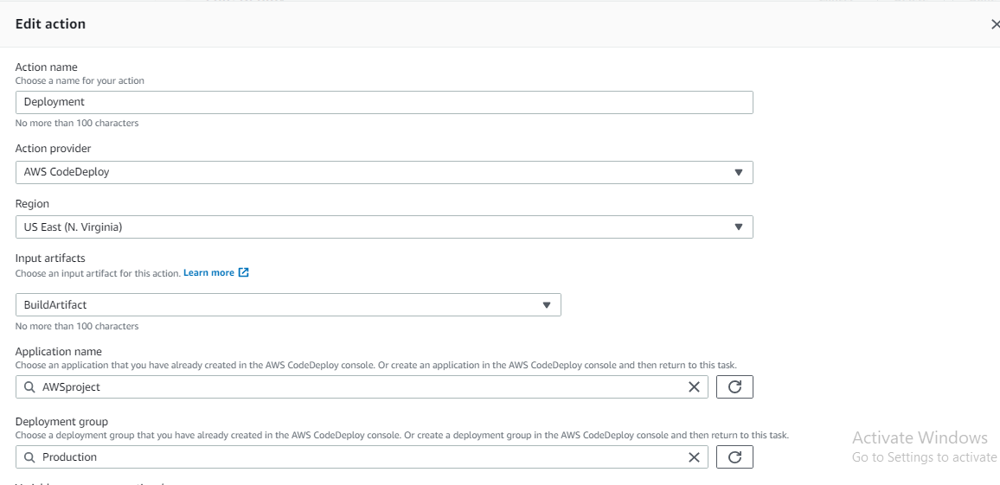 Edit action
Action name
Choose a name for your action
Deployment
No more than 100 characters
Action provider
AWS CodeDeploy
Region
US East (N. Virginia)
Input artifacts
Choose an input artifact for this action. Learn more
BuildArtifact
No more than 100 characters
Application name
Choose an application that you have already created in the AWS CodeDeploy console. Or create an application in the AWS CodeDeploy console and then return to this task.
AWSproject
Deployment group
Choose a deployment group that you have already created in the AWS CodeDeploy console. Or create a deployment group in the AWS CodeDeploy console and then return to this task.
Production
Activate Windows
Go to Settings to activate